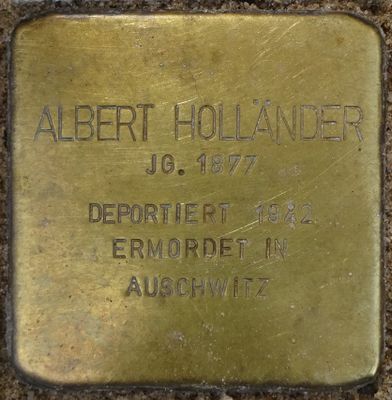 ALBERT HOLLÄNDER
JG. 1877
DEPORTIERT 1942
ERMORDET IN
AUSCHWITZ